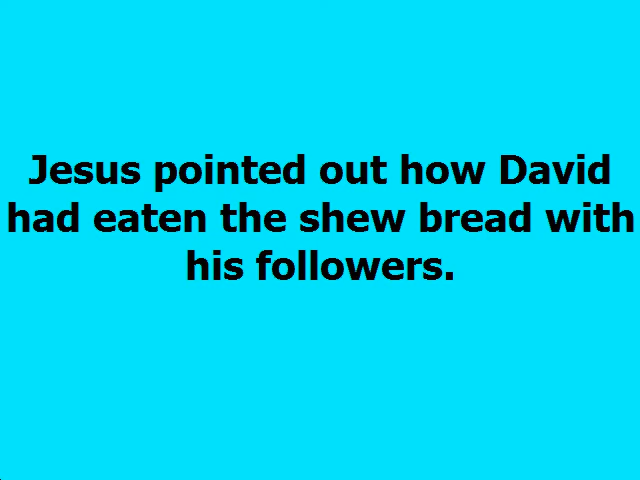 Jesus pointed out how David
had eaten the shew bread with
his followers.